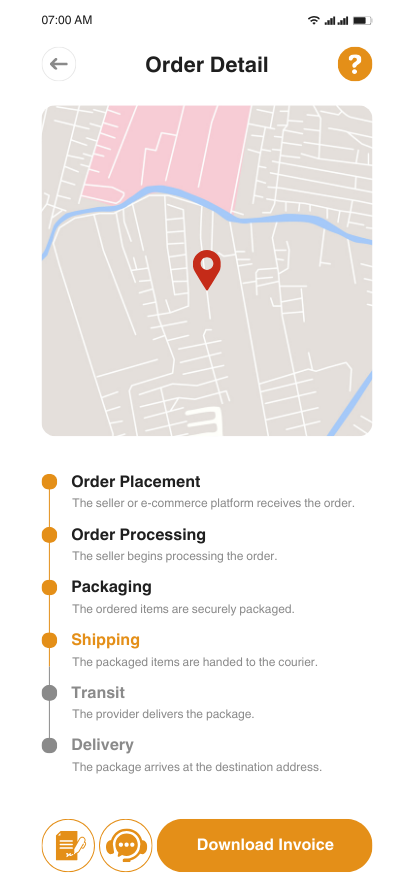 07:00 AM
Order Detail
?
Order Placement
The seller or e-commerce platform receives the order.
Order Processing
The seller begins processing the order.
Packaging
The ordered items are securely packaged.
Shipping
The packaged items are handed to the courier.
Transit
The provider delivers the package.
Delivery
The package arrives at the destination address.
Download Invoice